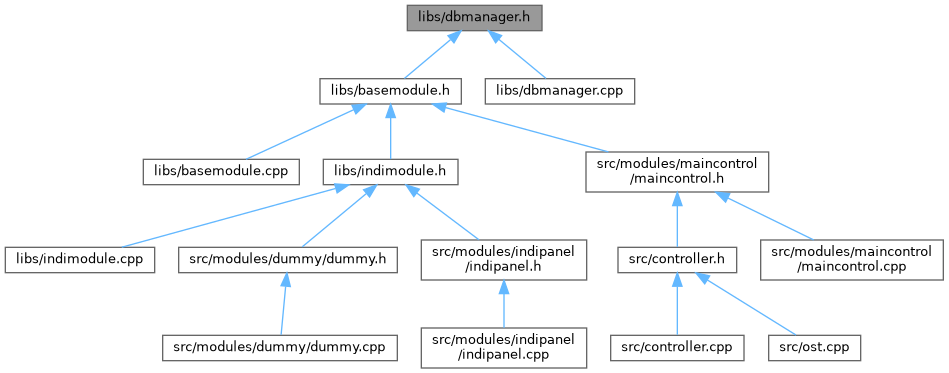 libs/dbmanager.h
libs/basemodule.h
libs/dbmanager.cpp
libs/basemodule.cpp
libs/indimodule.h
src/modules/maincontrol
/maincontrol.h
libs/indimodule.cpp
src/modules/dummy/dummy.h
src/modules/indipanel
/indipanel.h
src/controller.h
src/modules/maincontrol
/maincontrol.cpp
src/modules/dummy/dummy.cpp
src/modules/indipanel
/indipanel.cpp
src/controller.cpp
src/ost.cpp